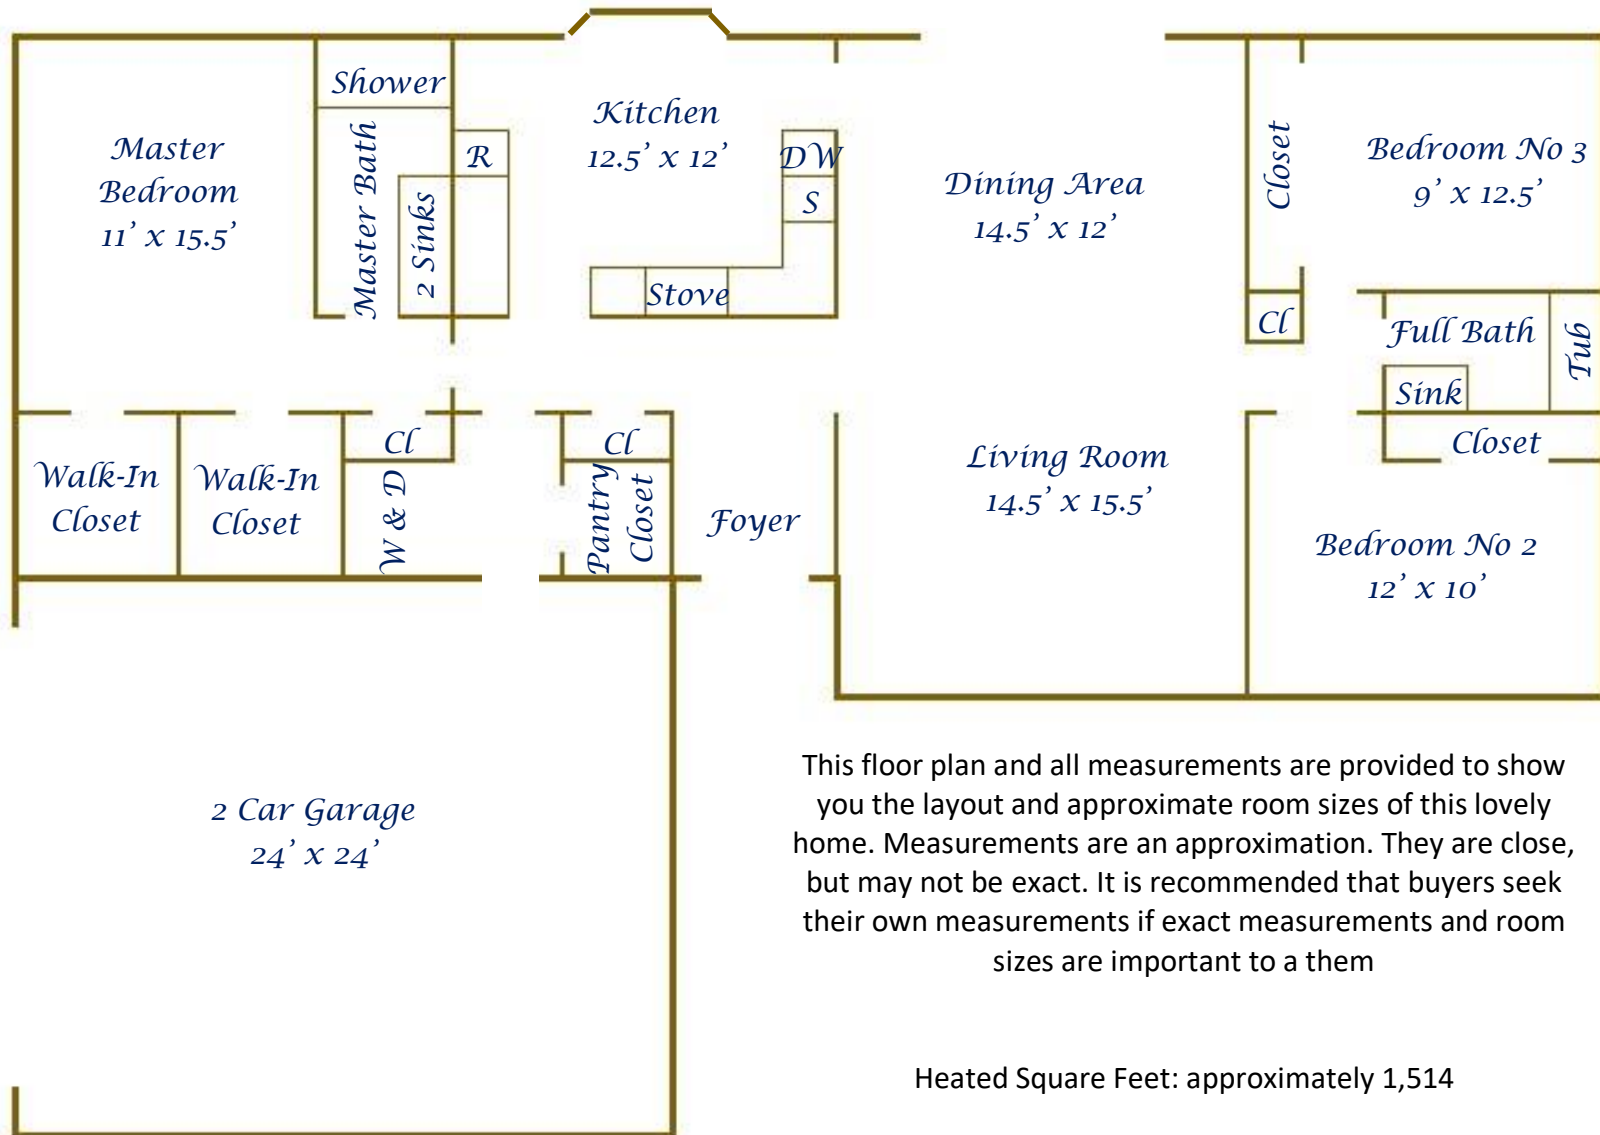 Shower
Master
Bedroom
11' x 15.5'
Master Bath
2 Sinks
R
Kitchen
12.5' x 12'
DW
S
Stove
Dining Area
14.5' x 12'
Closet
Bedroom No 3
9' x 12.5'
Cl
Full Bath
Tub
Sink
Closet
Walk-In
Closet
Walk-In
Closet
Cl
W & D
Cl
Pantry
Closet
Foyer
Living Room
14.5' x 15.5'
Bedroom No 2
12' x 10'
2 Car Garage
24' x 24'
This floor plan and all measurements are provided to show
you the layout and approximate room sizes of this lovely
home. Measurements are an approximation. They are close,
but may not be exact. It is recommended that buyers seek
their own measurements if exact measurements and room
sizes are important to a them
Heated Square Feet: approximately 1,514